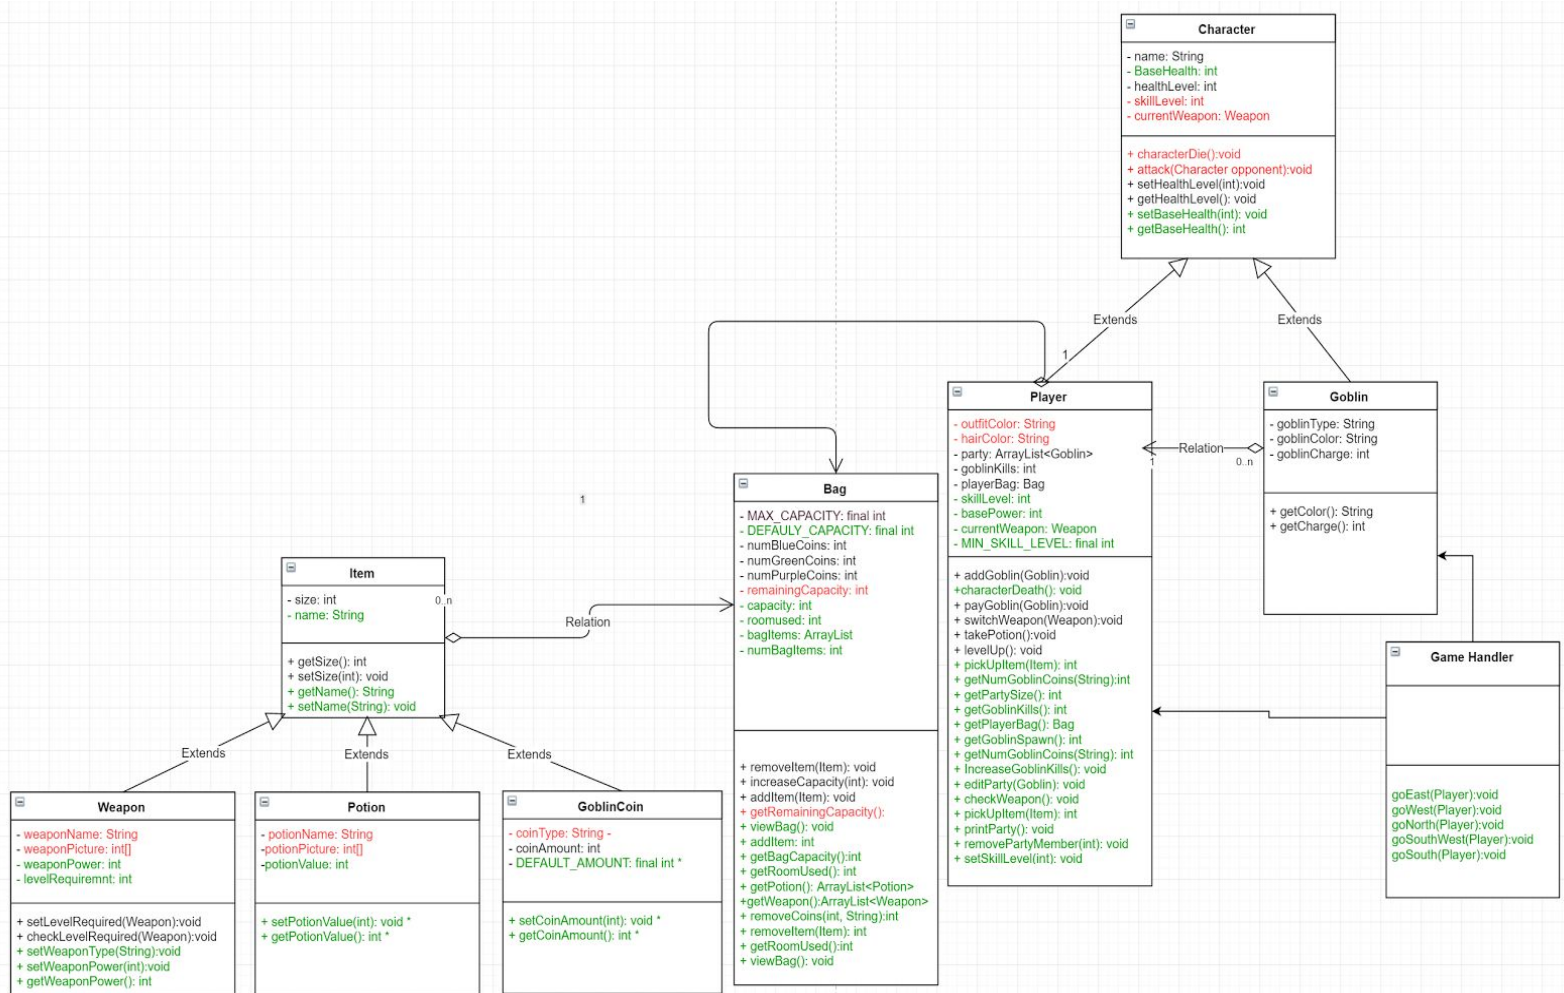 Character
- name: String
- BaseHealth: int
- healthLevel: int
- skillLevel: int
- currentWeapon: Weapon
+ characterDie():void
+ attack(Character opponent):void
+ setHealthLevel(int):void
+ getHealthLevel(): void
+ setBaseHealth(int): void
+ getBaseHealth(): int
Extends
Extends
1
Player
- outfitColor: String
- hairColor: String
- party: ArrayList<Goblin>
- goblinKills: int
- playerBag: Bag
- skillLevel: int
- basePower: int
- currentWeapon: Weapon
- MIN_SKILL_LEVEL: final int
+ addGoblin(Goblin):void
+characterDeath(): void
+ payGoblin(Goblin):void
+ switchWeapon(Weapon):void
+ takePotion():void
+ levelUp(): void
+ pickUpItem(Item): int
+ getNumGoblinCoins(String):int
+ getPartySize(): int
+ getGoblinKills(): int
+ getPlayerBag(): Bag
+ getGoblinSpawn(): int
+ getNumGoblinCoins(String): int
+ IncreaseGoblinKills(): void
+ editParty(Goblin): void
+ checkWeapon(): void
+ pickUpItem(Item): int
+ printParty(): void
+ removePartyMember(int): void
+ setSkillLevel(int): void
Relation
1
0..n
Goblin
- goblinType: String
- goblinColor: String
- goblinCharge: int
+ getColor(): String
+ getCharge(): int
Game Handler
goEast(Player):void
goWest(Player):void
goNorth(Player):void
goSouthWest(Player):void
goSouth(Player):void
Bag
- MAX_CAPACITY: final int
- DEFAULY_CAPACITY: final int
- numBlueCoins: int
- numGreenCoins: int
- numPurpleCoins: int
- remainingCapacity: int
- capacity: int
- roomused: int
- bagItems: ArrayList
- numBagItems: int
+ removeItem(Item): void
+ increaseCapacity(int): void
+ addItem(Item): void
+ getRemainingCapacity():
+ viewBag(): void
+ addItem: int
+ getBagCapacity():int
+ getRoomUsed(): int
+ getPotion(): ArrayList<Potion>
+getWeapon():ArrayList<Weapon>
+ removeCoins(int, String):int
+ removeItem(Item): int
+ getRoomUsed():int
+ viewBag(): void
1
Item
- size: int
- name: String
+ getSize(): int
+ setSize(int): void
+ getName(): String
+ setName(String): void
0..n
Relation
Extends
Extends
Extends
Weapon
- weaponName: String
- weaponPicture: int[]
- weaponPower: int
- levelRequiremnt: int
+ setLevelRequired(Weapon):void
+ checkLevelRequired(Weapon):void
+ setWeaponType(String):void
+ setWeaponPower(int):void
+ getWeaponPower(): int
Potion
- potionName: String
-potionPicture: int[]
-potionValue: int
+ setPotionValue(int): void *
+ getPotionValue(): int *
GoblinCoin
- coinType: String -
- coinAmount: int
- DEFAULT_AMOUNT: final int *
+ setCoinAmount(int): void *
+ getCoinAmount(): int *